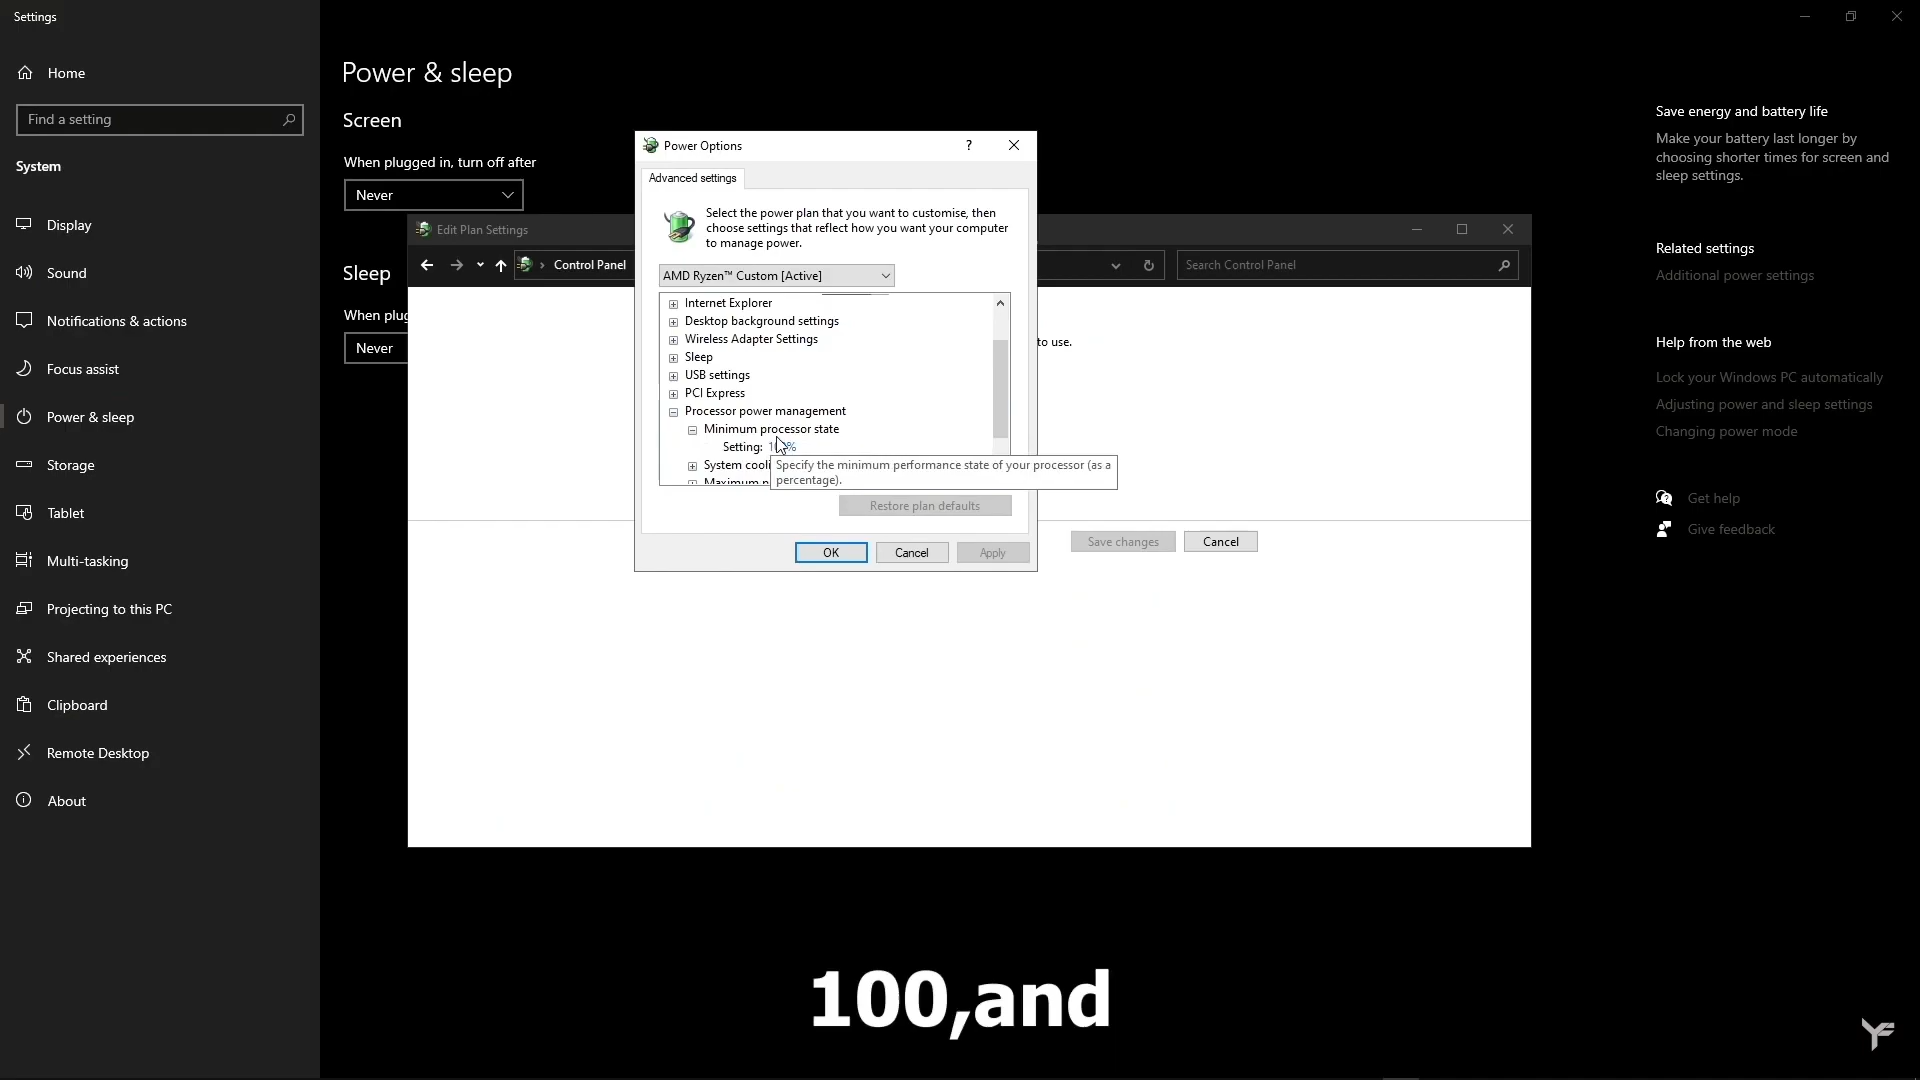 Settings
Home
Find a setting
System
Display
Sound
Notifications & actions
Focus assist
Power & sleep
Storage
Tablet
Multi-tasking
Projecting to this PC
Shared experiences
Clipboard
Remote Desktop
About
Power & sleep
Screen
When plugged in, turn off after
Never
Sleep
When plug
Never
Edit Plan Settings
Control Panel
Search Control Panel
to use.
Save changes
Cancel
Power Options
Advanced settings
Select the power plan that you want to customise, then
choose settings that reflect how you want your computer
to manage power.
AMD Ryzen™ Custom [Active]
Internet Explorer
Desktop background settings
Wireless Adapter Settings
Sleep
USB settings
PCI Express
Processor power management
Minimum processor state
Setting:
System cooli
Specify the minimum performance state of your processor (as a
percentage).
Restore plan defaults
OK
Cancel
Apply
Save energy and battery life
Make your battery last longer by
choosing shorter times for screen and
sleep settings.
Related settings
Additional power settings
Help from the web
Lock your Windows PC automatically
Adjusting power and sleep settings
Changing power mode
Get help
Give feedback
100,and